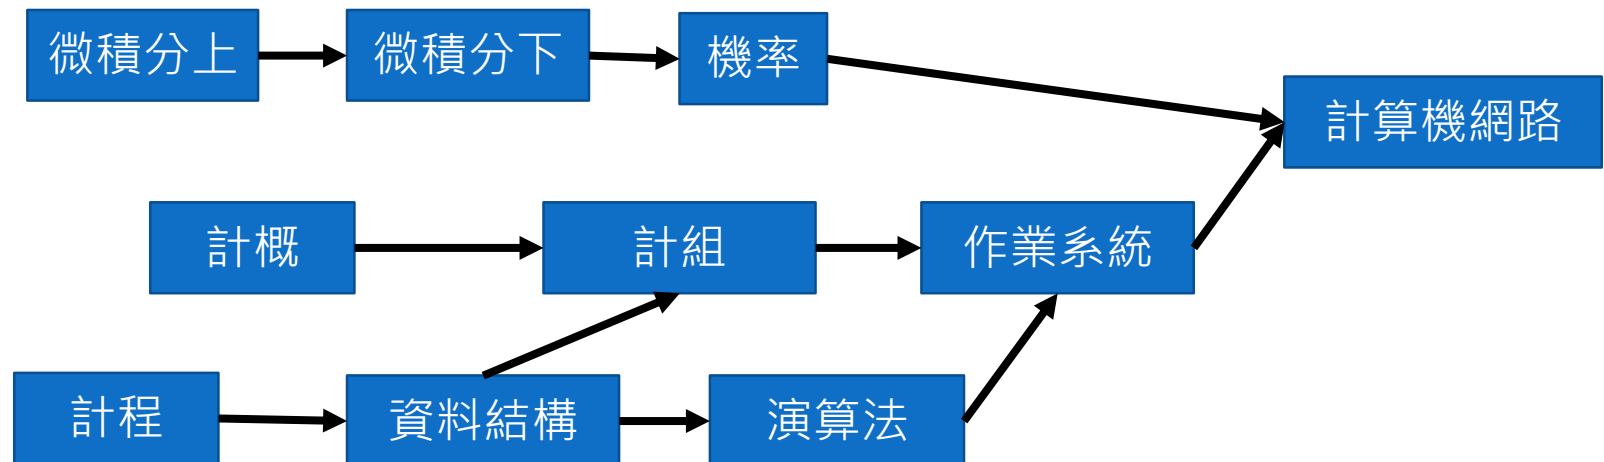 微積分上
微積分下
機率
計算機網路
計概
計組
作業系統
計程
資料結構
演算法